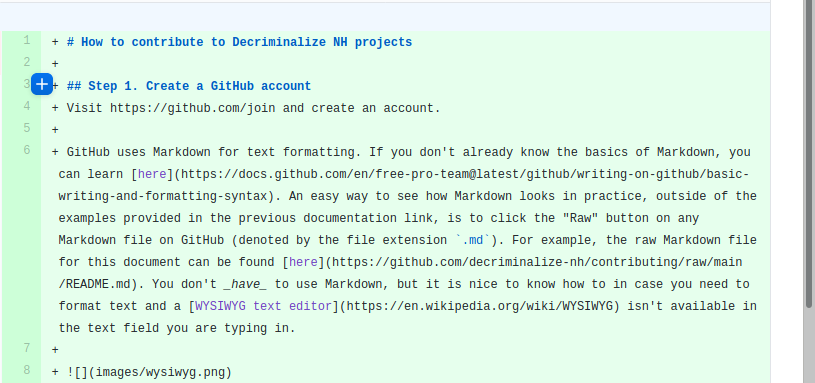 1 + # How to contribute to Decriminalize NH projects
2 +
3 + ## Step 1. Create a GitHub account
4 + Visit https://github.com/join and create an account.
5 +
6 + GitHub uses Markdown for text formatting. If you don't already know the basics of Markdown, you
can learn [here](https://docs.github.com/en/free-pro-team@latest/github/writing-on-github/basic-
writing-and-formatting-syntax). An easy way to see how Markdown looks in practice, outside of the
examples provided in the previous documentation link, is to click the "Raw" button on any
Markdown file on GitHub (denoted by the file extension `.md`). For example, the raw Markdown file
for this document can be found [here](https://github.com/decriminalize-nh/contributing/raw/main
/README.md). You don't _have_ to use Markdown, but it is nice to know how to in case you need to
format text and a [WYSIWYG text editor](https://en.wikipedia.org/wiki/WYSIWYG) isn't available in
the text field you are typing in.
7 +
8 + ![](images/wysiwyg.png)